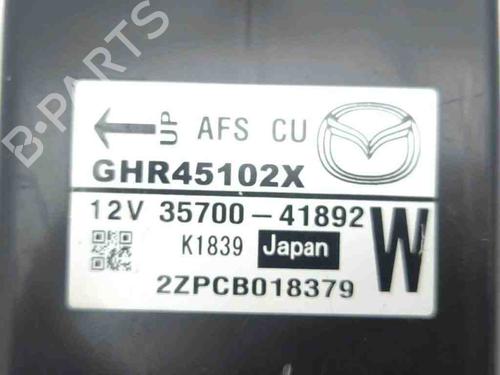 B-PARTS
UP AFS CU
GHR45102X
12V 35700-41892
K1839 Japan W
2ZPCB018379